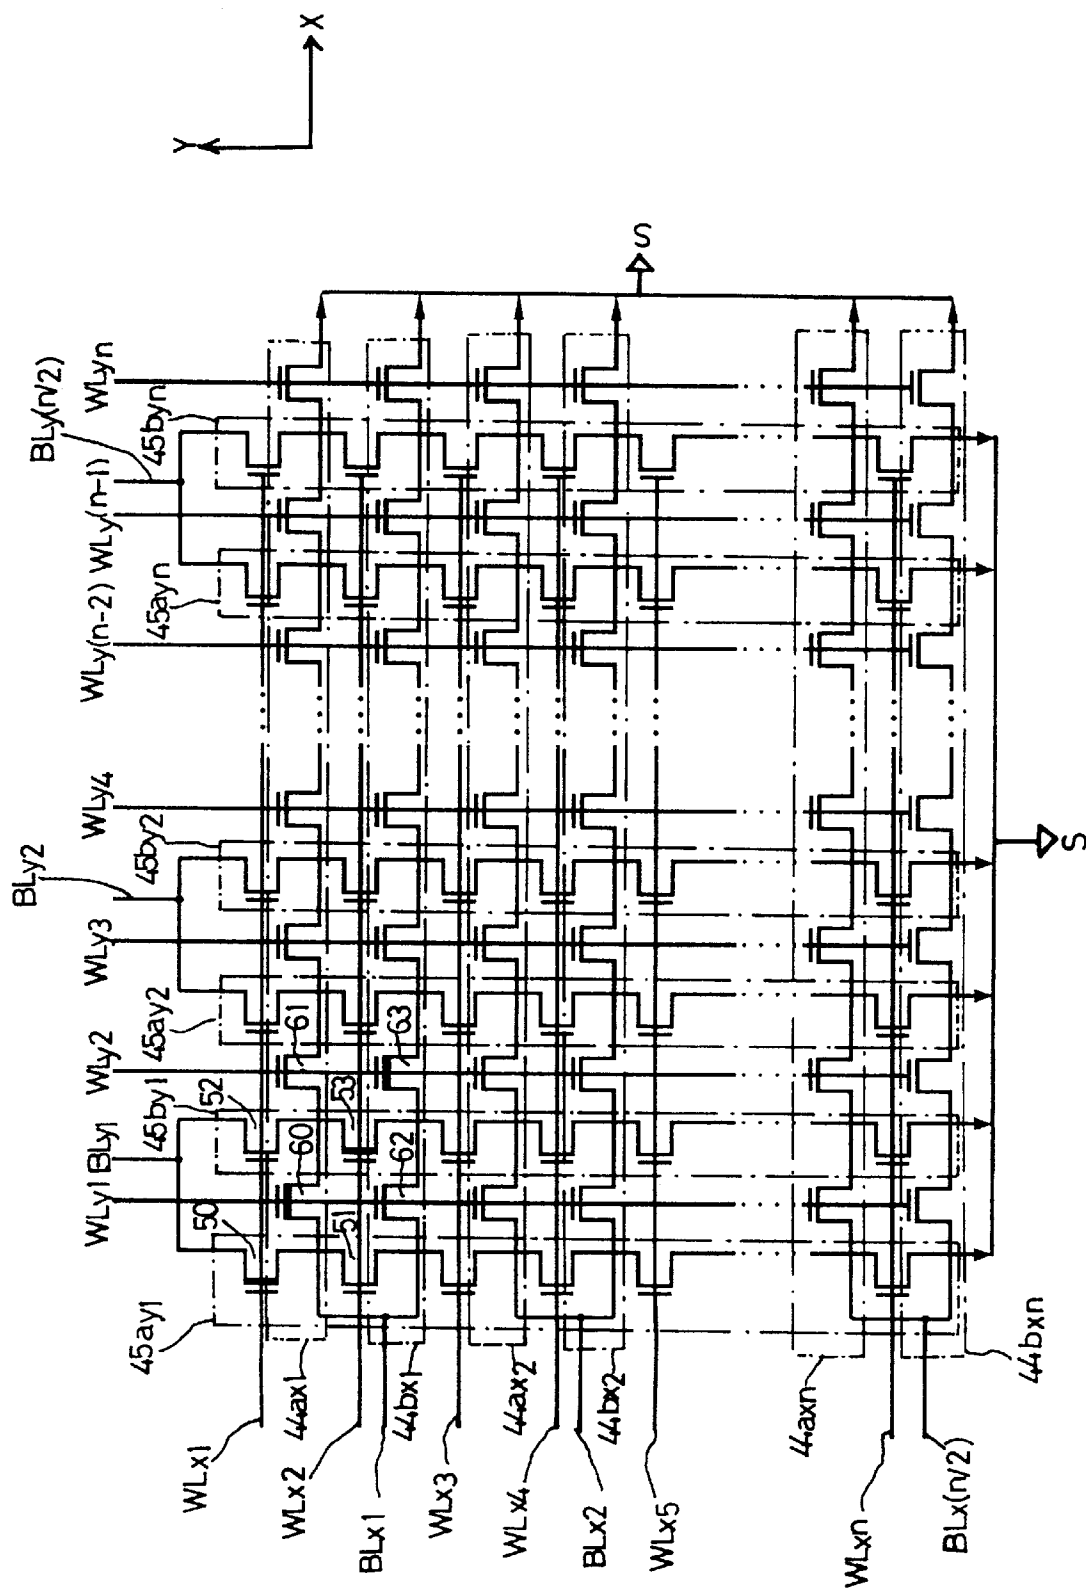 Y
X
BLy2
BLy(n/2)
WLy1
BLy1
WLy2
WLy3
WLy4
WLy(n-2)
WLy(n-1)
WLyn
45ay1
45by1
45ay2
45by2
45ayn
45byn
50
52
60
61
51
53
62
63
WLx1
44ax1
WLx2
BLx1
44bx1
WLx3
44ax2
WLx4
BLx2
44bx2
WLx5
44axn
WLxn
BLx(n/2)
44bxn
S
S